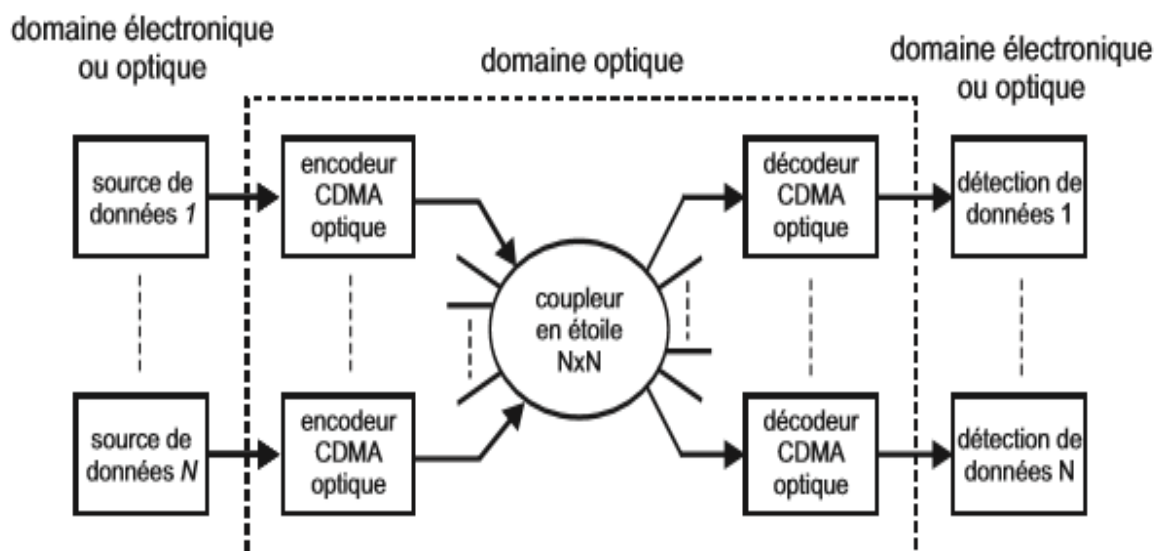 domaine électronique
ou optique
domaine optique
domaine électronique
ou optique
source de
données 1
encodeur
CDMA
optique
coupleur
en étoile
NxN
décodeur
CDMA
optique
détection de
données 1
source de
données N
encodeur
CDMA
optique
décodeur
CDMA
optique
détection de
données N